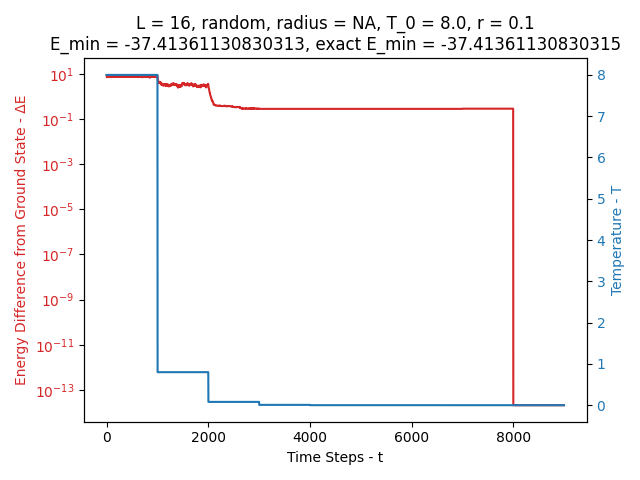 L = 16, random, radius = NA, T_0 = 8.0, r = 0.1
E_min = -37.41361130830313, exact E_min = -37.41361130830315
10^1
10^-1
10^-3
10^-5
10^-7
10^-9
10^-11
10^-13
Energy Difference from Ground State - ΔE
8
7
6
5
4
3
2
1
0
Temperature - T
0 2000 4000 6000 8000
Time Steps - t